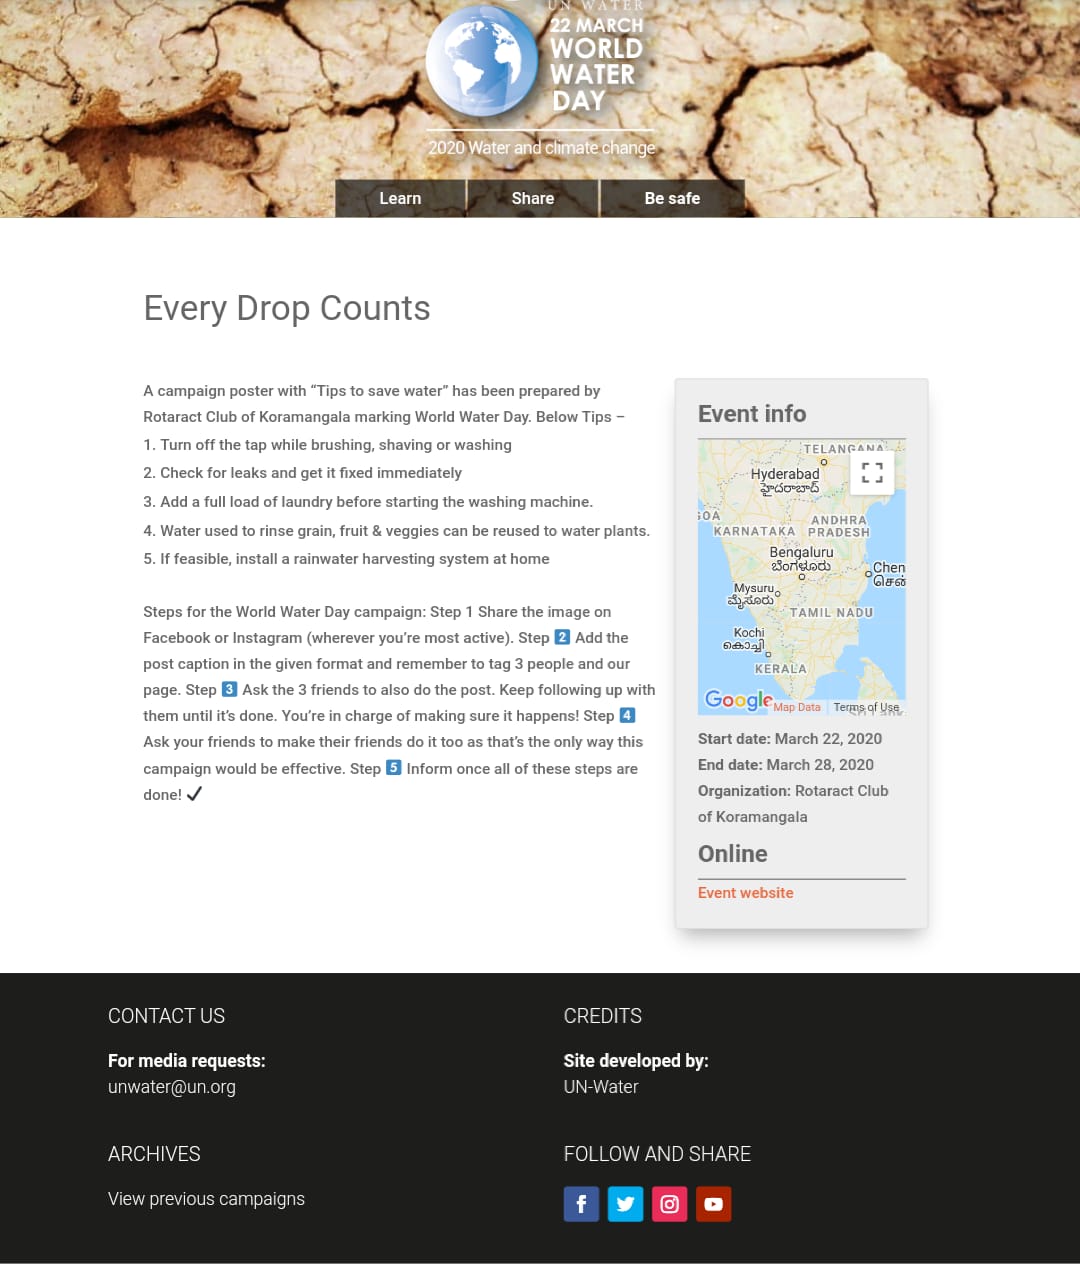 UN WATER
22 MARCH
WORLD
WATER
DAY
2020 Water and climate change
Learn
Share
Be safe
Every Drop Counts
A campaign poster with “Tips to save water” has been prepared by
Rotaract Club of Koramangala marking World Water Day. Below Tips –
1. Turn off the tap while brushing, shaving or washing
2. Check for leaks and get it fixed immediately
3. Add a full load of laundry before starting the washing machine.
4. Water used to rinse grain, fruit & veggies can be reused to water plants.
5. If feasible, install a rainwater harvesting system at home
Steps for the World Water Day campaign: Step 1 Share the image on
Facebook or Instagram (wherever you’re most active). Step 2️⃣ Add the
post caption in the given format and remember to tag 3 people and our
page. Step 3️⃣ Ask the 3 friends to also do the post. Keep following up with
them until it’s done. You’re in charge of making sure it happens! Step 4️⃣
Ask your friends to make their friends do it too as that’s the only way this
campaign would be effective. Step 5️⃣ Inform once all of these steps are
done! ✔
Event info
TELANGANA
Hyderabad
హైదరాబాద్
GOA
KARNATAKA
ANDHRA
PRADESH
Bengaluru
ಬೆಂಗಳೂರು
Chen
சென்
Mysuru
ಮೈಸೂರು
TAMIL NADU
Kochi
കൊച്ചി
KERALA
Google
Map Data
Terms of Use
Start date: March 22, 2020
End date: March 28, 2020
Organization: Rotaract Club
of Koramangala
Online
Event website
CONTACT US
For media requests:
unwater@un.org
CREDITS
Site developed by:
UN-Water
ARCHIVES
View previous campaigns
FOLLOW AND SHARE